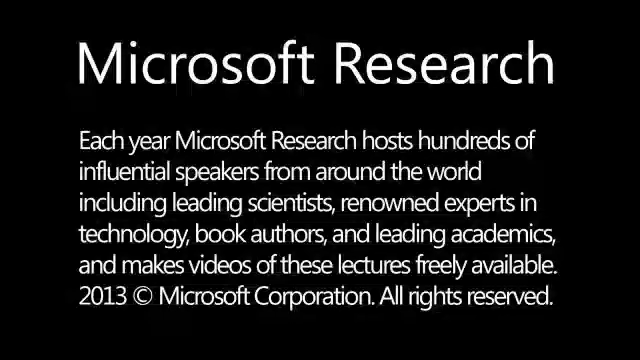 Microsoft Research
Each year Microsoft Research hosts hundreds of
influential speakers from around the world
including leading scientists, renowned experts in
technology, book authors, and leading academics,
and makes videos of these lectures freely available.
2013 © Microsoft Corporation. All rights reserved.